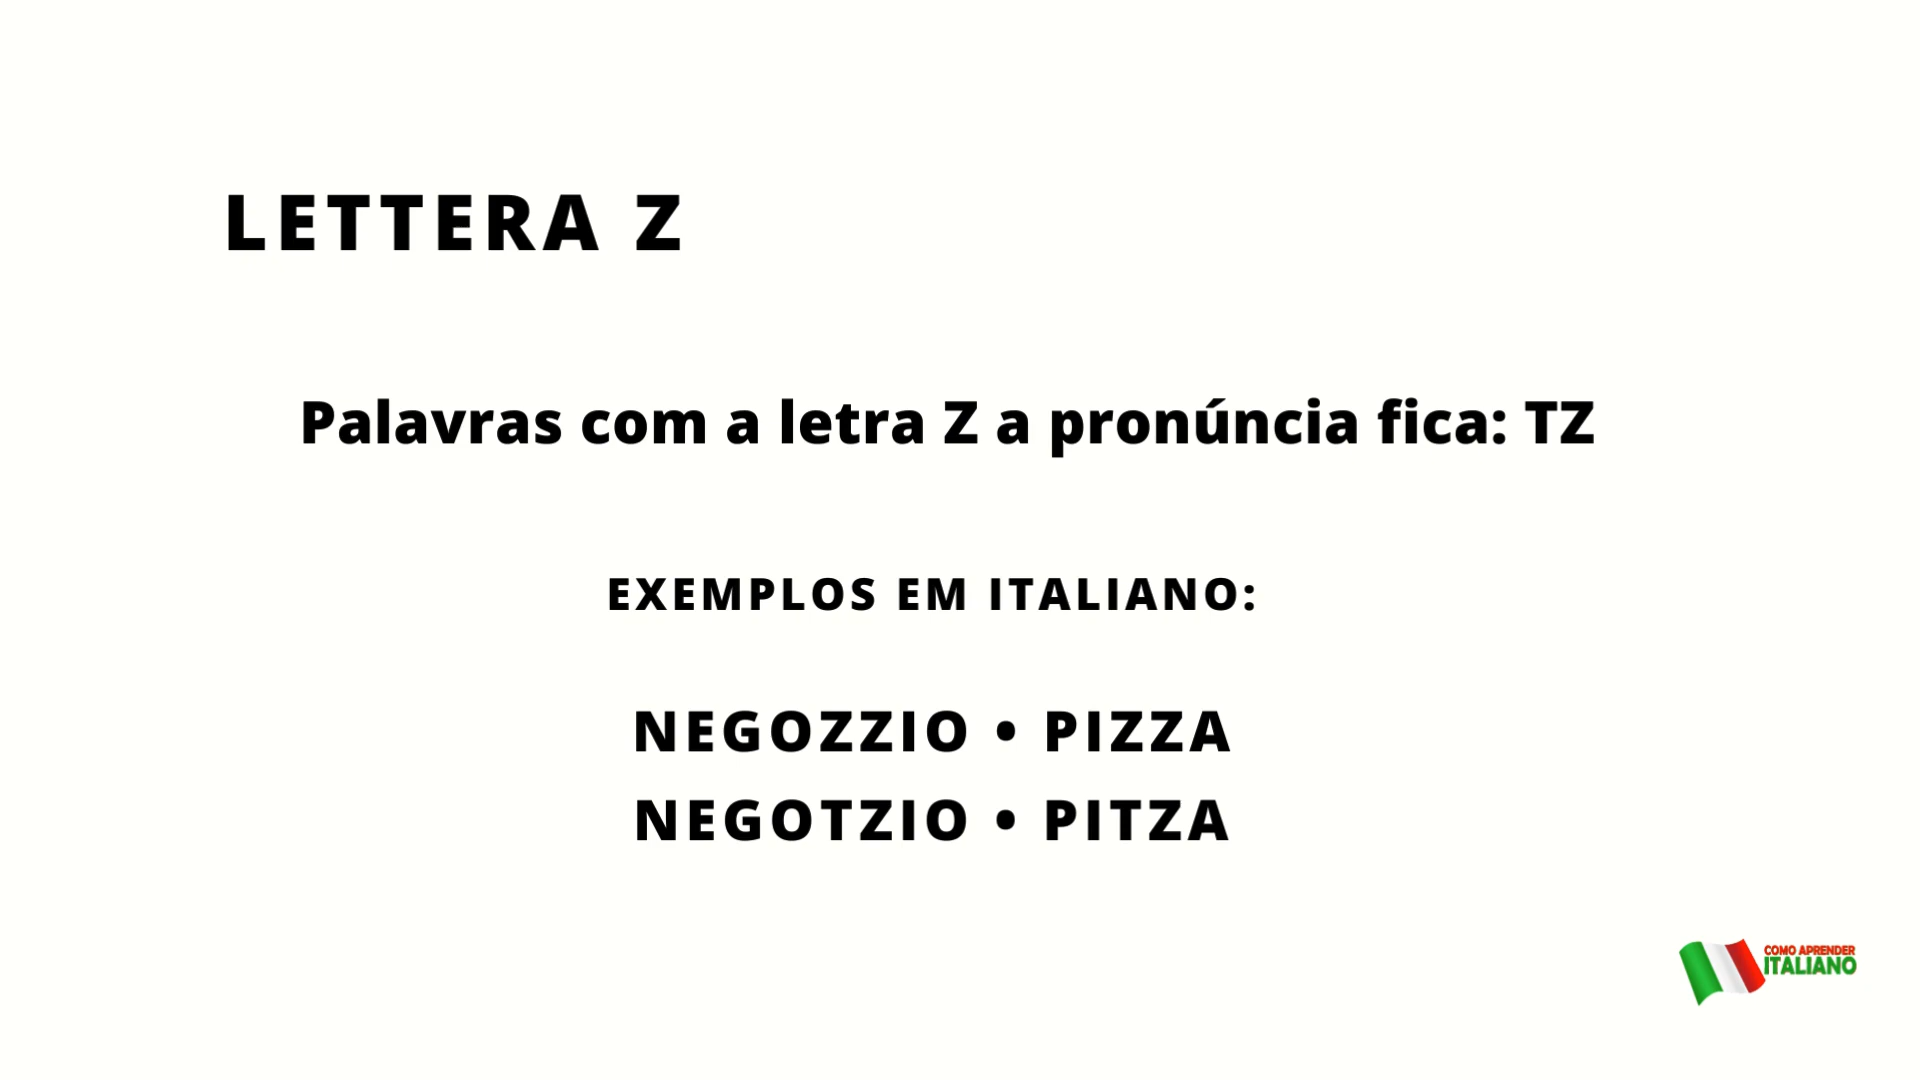 LETTERA Z
Palavras com a letra Z a pronúncia fica: TZ
EXEMPLOS EM ITALIANO:
NEGOZZIO • PIZZA
NEGOTZIO • PITZA
COMO APRENDER
ITALIANO